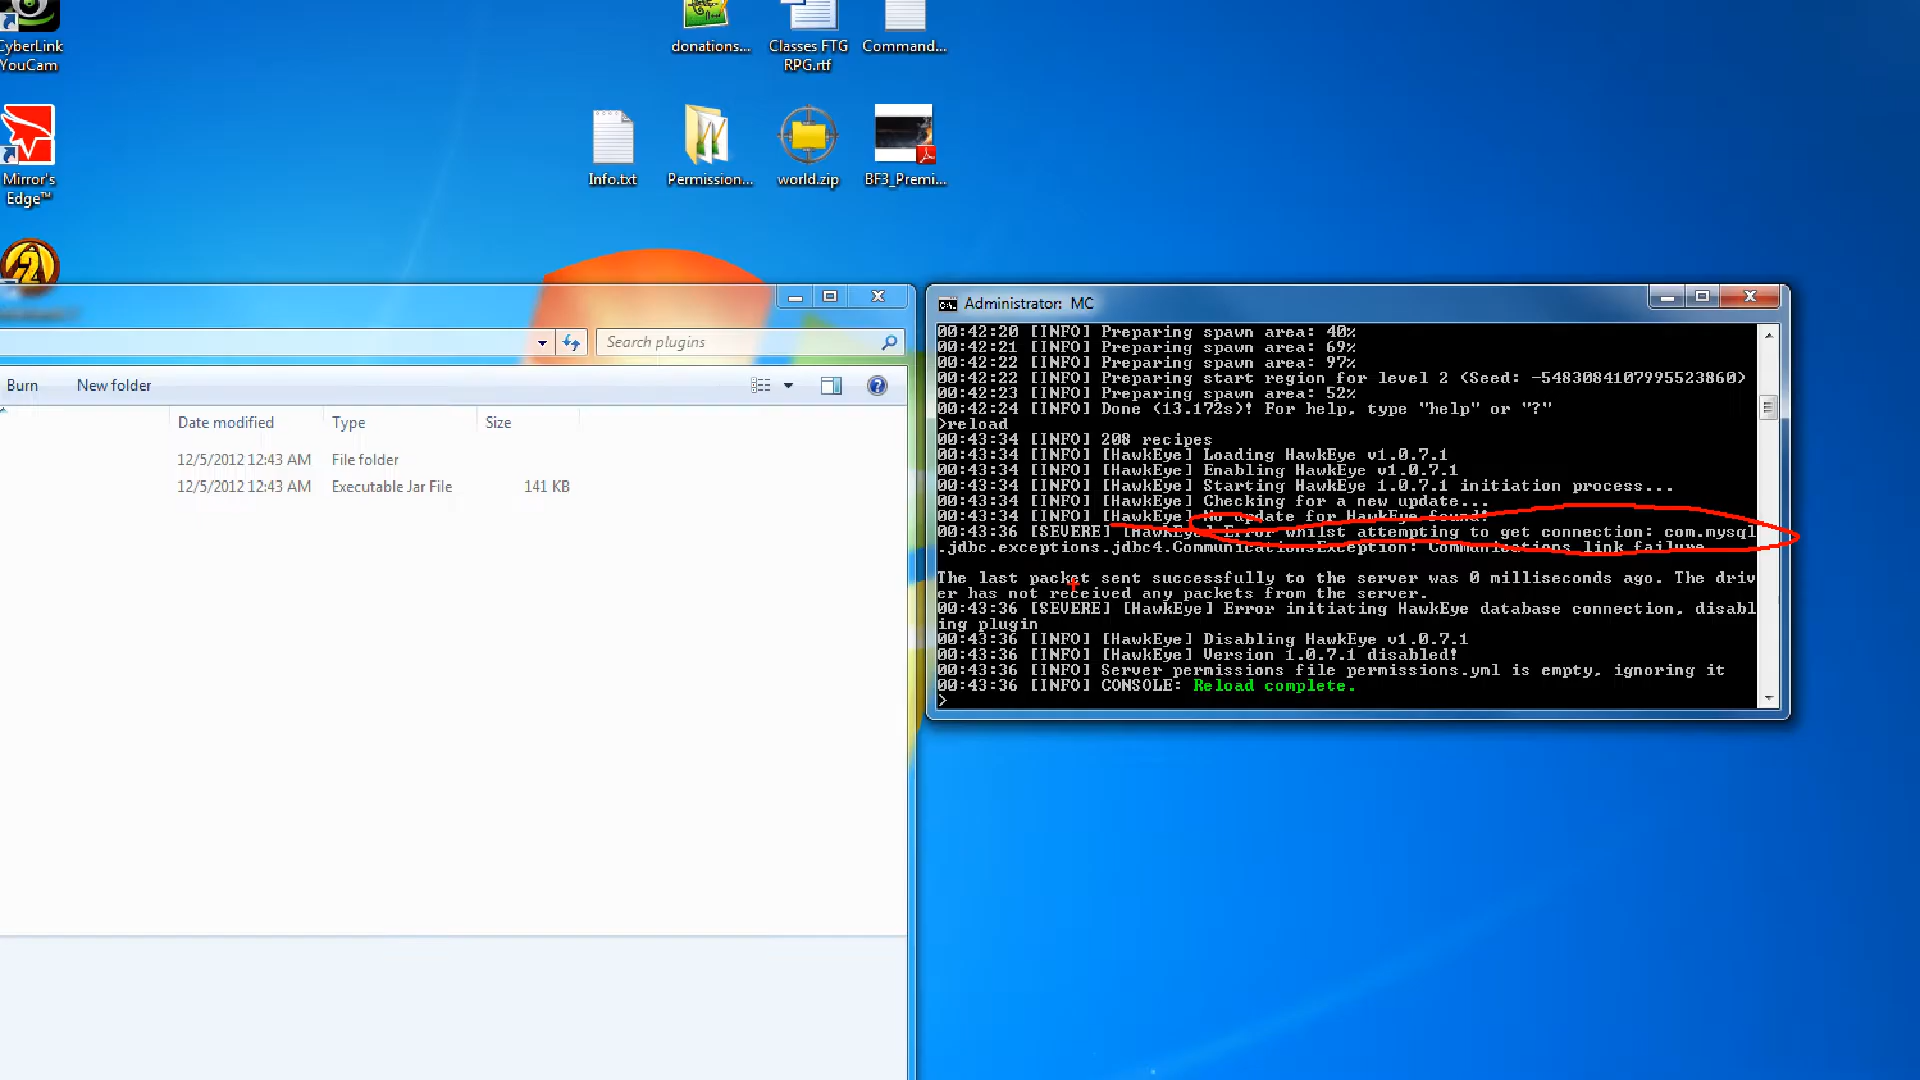 CyberLink
YouCam
donations...
Classes FTG
RPG.rtf
Command...
Mirror's
Edge™
Info.txt
Permission...
world.zip
BF3_Premi...
Search plugins
Burn
New folder
Date modified
Type
Size
12/5/2012 12:43 AM
File folder
12/5/2012 12:43 AM
Executable Jar File
141 KB
Administrator: MC
00:42:20 [INFO] Preparing spawn area: 40%
00:42:21 [INFO] Preparing spawn area: 69%
00:42:22 [INFO] Preparing spawn area: 97%
00:42:22 [INFO] Preparing start region for level 2 (Seed: -5483084107995523860)
00:42:23 [INFO] Preparing spawn area: 52%
00:42:24 [INFO] Done (13.172s)! For help, type "help" or "?"
>reload
00:43:34 [INFO] 208 recipes
00:43:34 [INFO] [HawkEye] Loading HawkEye v1.0.7.1
00:43:34 [INFO] [HawkEye] Enabling HawkEye v1.0.7.1
00:43:34 [INFO] [HawkEye] Starting HawkEye 1.0.7.1 initiation process...
00:43:34 [INFO] [HawkEye] Checking for a new update...
00:43:34 [INFO] [HawkEye] No update for HawkEye found!
00:43:36 [SEVERE] [HawkEye] Error whilst attempting to get connection: com.mysql
.jdbc.exceptions.jdbc4.CommunicationsException: Communications link failure
The last packet sent successfully to the server was 0 milliseconds ago. The driv
er has not received any packets from the server.
00:43:36 [SEVERE] [HawkEye] Error initiating HawkEye database connection, disabl
ing plugin
00:43:36 [INFO] [HawkEye] Disabling HawkEye v1.0.7.1
00:43:36 [INFO] [HawkEye] Version 1.0.7.1 disabled!
00:43:36 [INFO] Server permissions file permissions.yml is empty, ignoring it
00:43:36 [INFO] CONSOLE: Reload complete.
>